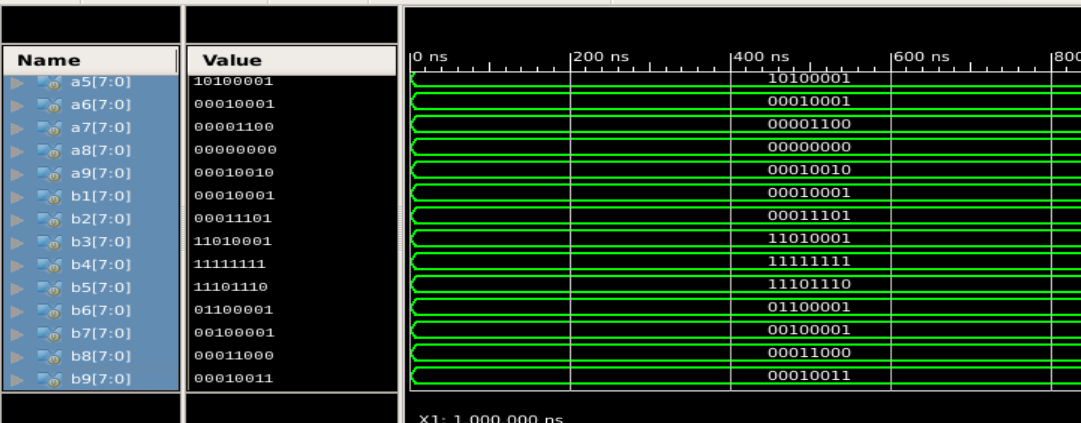 Name Value 0 ns 200 ns 400 ns 600 ns 800
a5[7:0] 10100001 10100001
a6[7:0] 00010001 00010001
a7[7:0] 00001100 00001100
a8[7:0] 00000000 00000000
a9[7:0] 00010010 00010010
b1[7:0] 00010001 00010001
b2[7:0] 00011101 00011101
b3[7:0] 11010001 11010001
b4[7:0] 11111111 11111111
b5[7:0] 11101110 11101110
b6[7:0] 01100001 01100001
b7[7:0] 00100001 00100001
b8[7:0] 00011000 00011000
b9[7:0] 00010011 00010011
X1: 1,000.000 ns